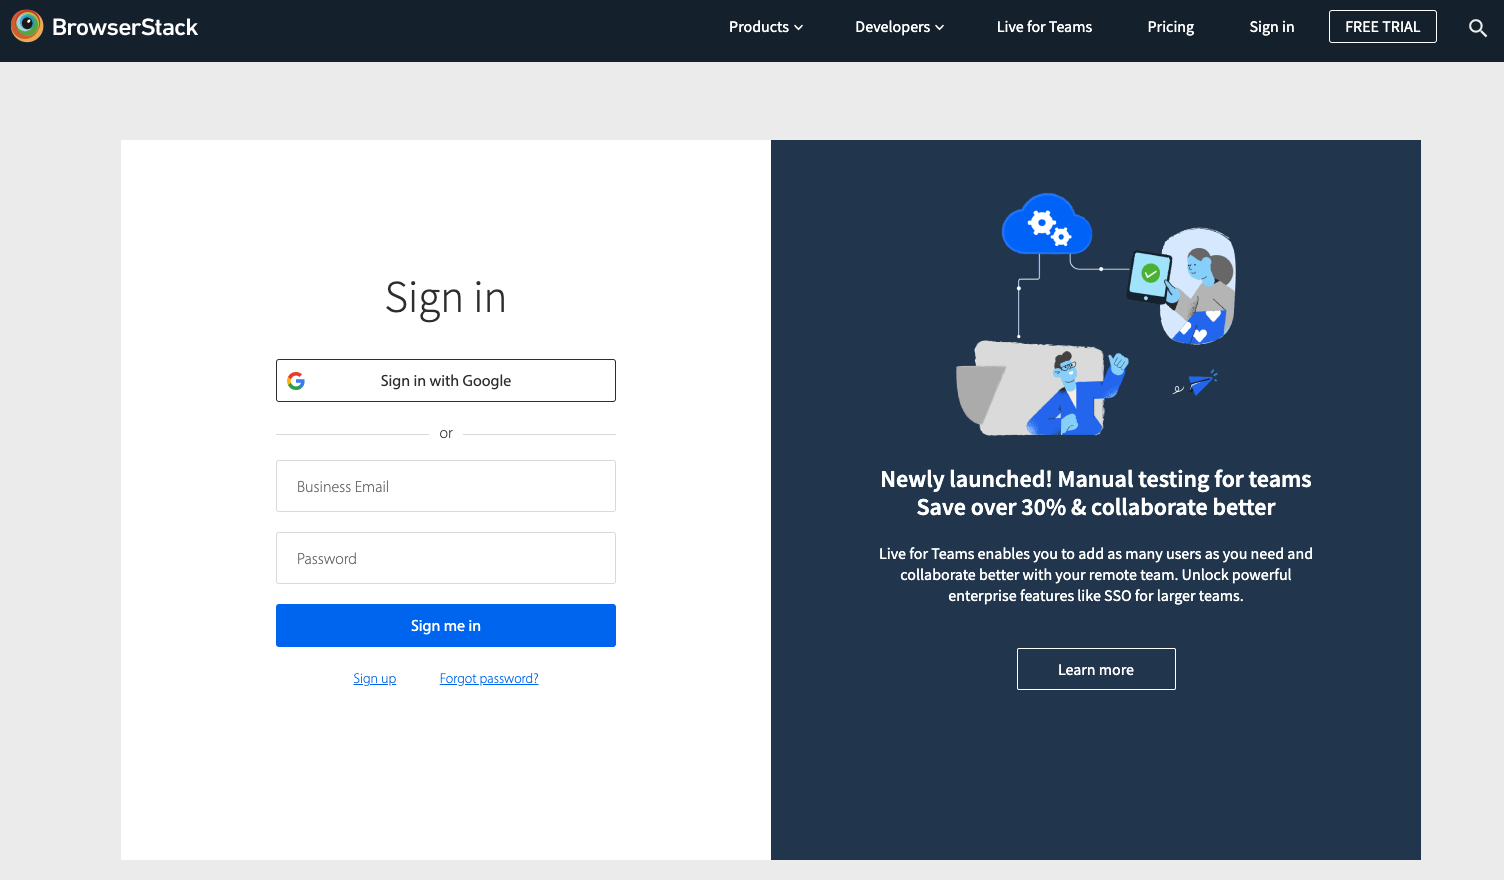 BrowserStack
Products
Developers
Live for Teams
Pricing
Sign in
FREE TRIAL
Sign in
Sign in with Google
or
Business Email
Password
Sign me in
Sign up
Forgot password?
Newly launched! Manual testing for teams
Save over 30% & collaborate better
Live for Teams enables you to add as many users as you need and
collaborate better with your remote team. Unlock powerful
enterprise features like SSO for larger teams.
Learn more